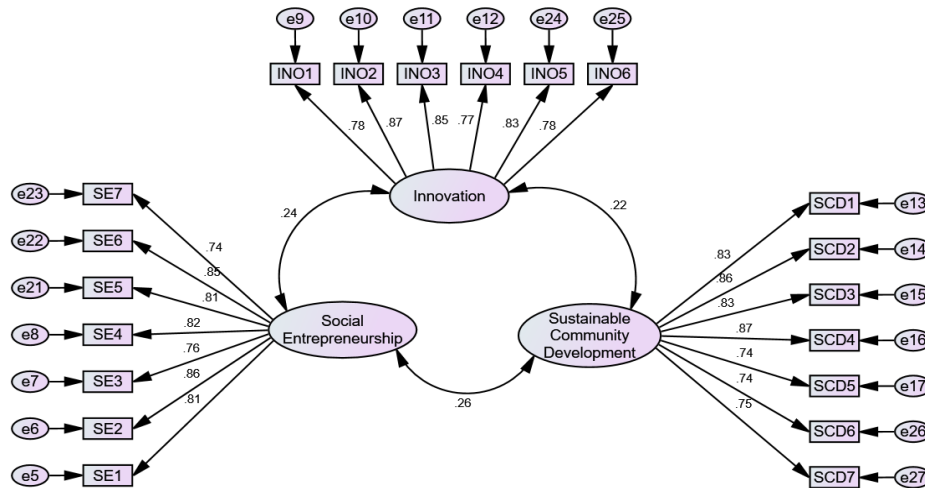 e9 e10 e11 e12 e24 e25
INO1 INO2 INO3 INO4 INO5 INO6
.78 .87 .85 .77 .83 .78
Innovation
.24 .22
e23 SE7
e22 SE6
e21 SE5
e8 SE4
e7 SE3
e6 SE2
e5 SE1
.74
.85
.81
.82
.76
.86
.81
Social
Entrepreneurship
.26
Sustainable
Community
Development
.83
.86
.83
.87
.74
.74
.75
SCD1 e13
SCD2 e14
SCD3 e15
SCD4 e16
SCD5 e17
SCD6 e26
SCD7 e27